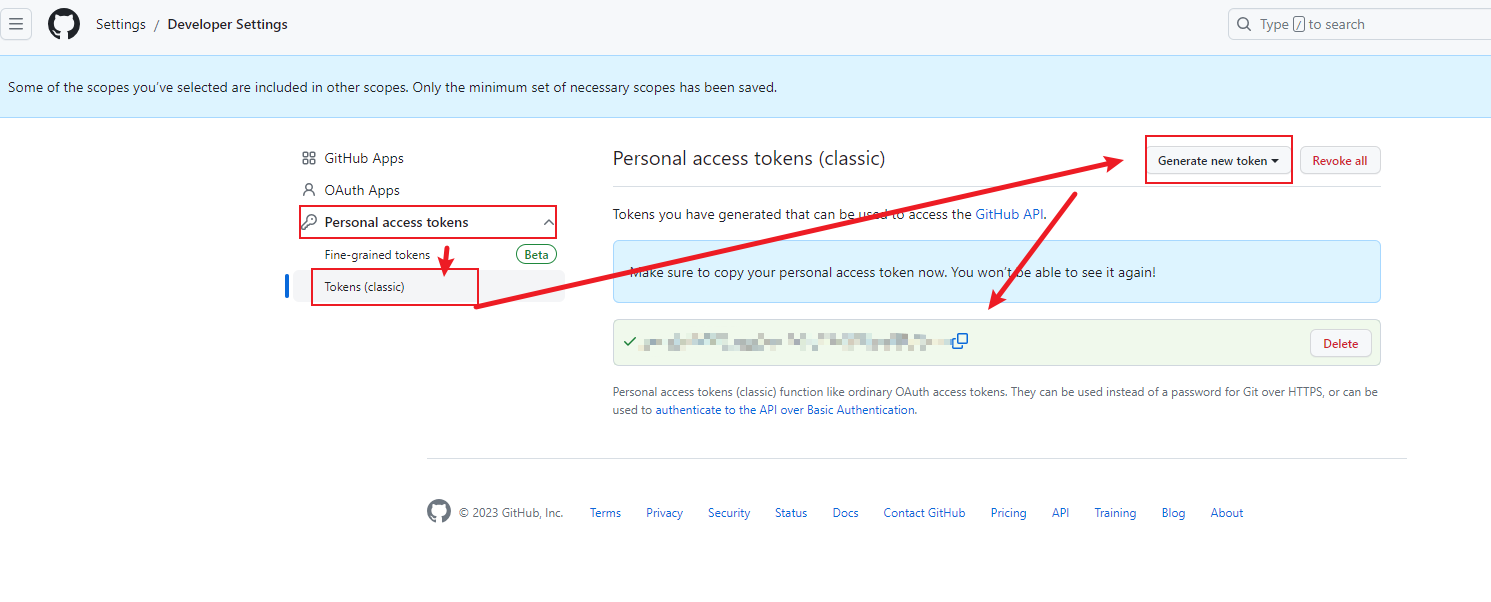 Settings / Developer Settings
Type / to search
Some of the scopes you've selected are included in other scopes. Only the minimum set of necessary scopes has been saved.
GitHub Apps
OAuth Apps
Personal access tokens
Fine-grained tokens Beta
Tokens (classic)
Personal access tokens (classic)
Generate new token
Revoke all
Tokens you have generated that can be used to access the GitHub API.
Make sure to copy your personal access token now. You won't be able to see it again!
Delete
Personal access tokens (classic) function like ordinary OAuth access tokens. They can be used instead of a password for Git over HTTPS, or can be
used to authenticate to the API over Basic Authentication.
© 2023 GitHub, Inc. Terms Privacy Security Status Docs Contact GitHub Pricing API Training Blog About